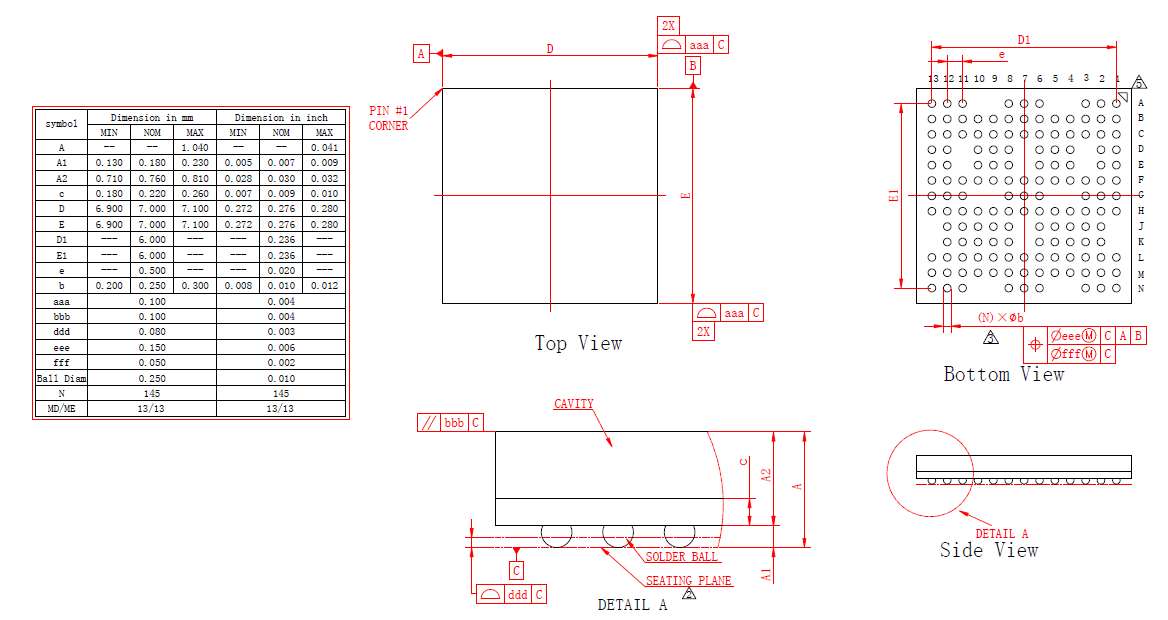 symbol Dimension in mm Dimension in inch
MIN NOM MAX MIN NOM MAX
A —— —— 1.040 —— —— 0.041
A1 0.130 0.180 0.230 0.005 0.007 0.009
A2 0.710 0.760 0.810 0.028 0.030 0.032
c 0.180 0.220 0.260 0.007 0.009 0.010
D 6.900 7.000 7.100 0.272 0.276 0.280
E 6.900 7.000 7.100 0.272 0.276 0.280
D1 ——— 6.000 ——— ——— 0.236 ———
E1 ——— 6.000 ——— ——— 0.236 ———
e ——— 0.500 ——— ——— 0.020 ———
b 0.200 0.250 0.300 0.008 0.010 0.012
aaa 0.100 0.004
bbb 0.100 0.004
ddd 0.080 0.003
eee 0.150 0.006
fff 0.050 0.002
Ball Diam 0.250 0.010
N 145 145
MD/ME 13/13 13/13
2X
aaa C
A
D
B
PIN #1
CORNER
E
aaa C
2X
Top View
D1
e
13 12 11 10 9 8 7 6 5 4 3 2 1
5
A
B
C
D
E
F
G
H
J
K
L
M
N
E1
(N)×Øb
3
Øeee M C A B
Øfff M C
Bottom View
CAVITY
// bbb C
c
A2
A
A1
SOLDER BALL
SEATING PLANE
2
C
ddd C
DETAIL A
DETAIL A
Side View